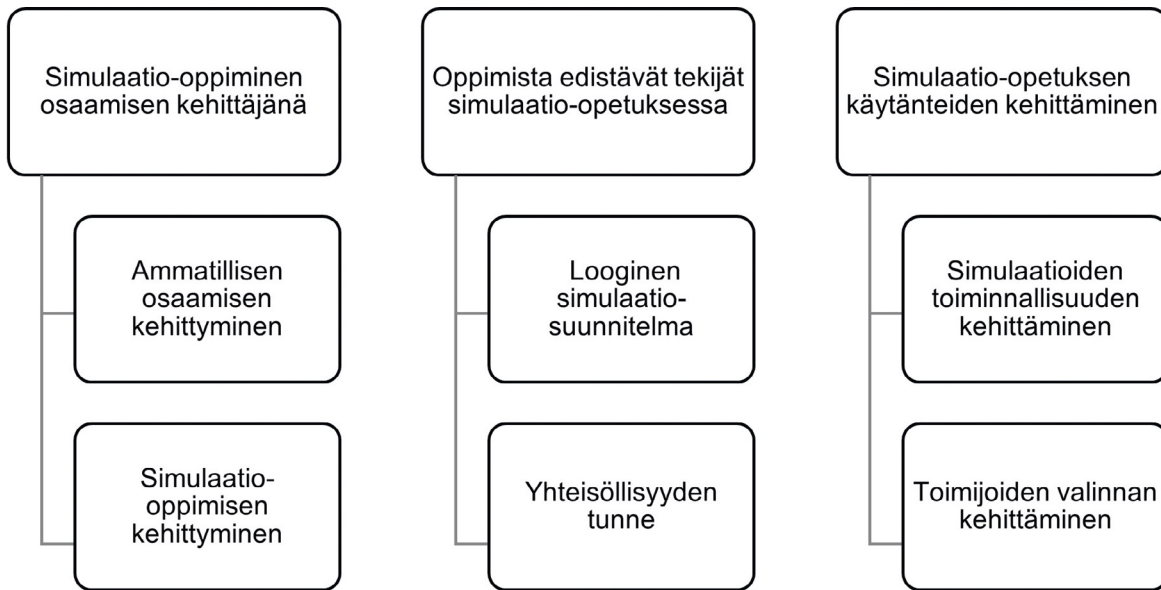 Simulaatio-oppiminen
osaamisen kehittäjänä
Ammatillisen
osaamisen
kehittyminen
Simulaatio-
oppimisen
kehittyminen
Oppimista edistävät tekijät
simulaatio-opetuksessa
Looginen
simulaatio-
suunnitelma
Yhteisöllisyyden
tunne
Simulaatio-opetuksen
käytänteiden kehittäminen
Simulaatioiden
toiminnallisuuden
kehittäminen
Toimijoiden valinnan
kehittäminen